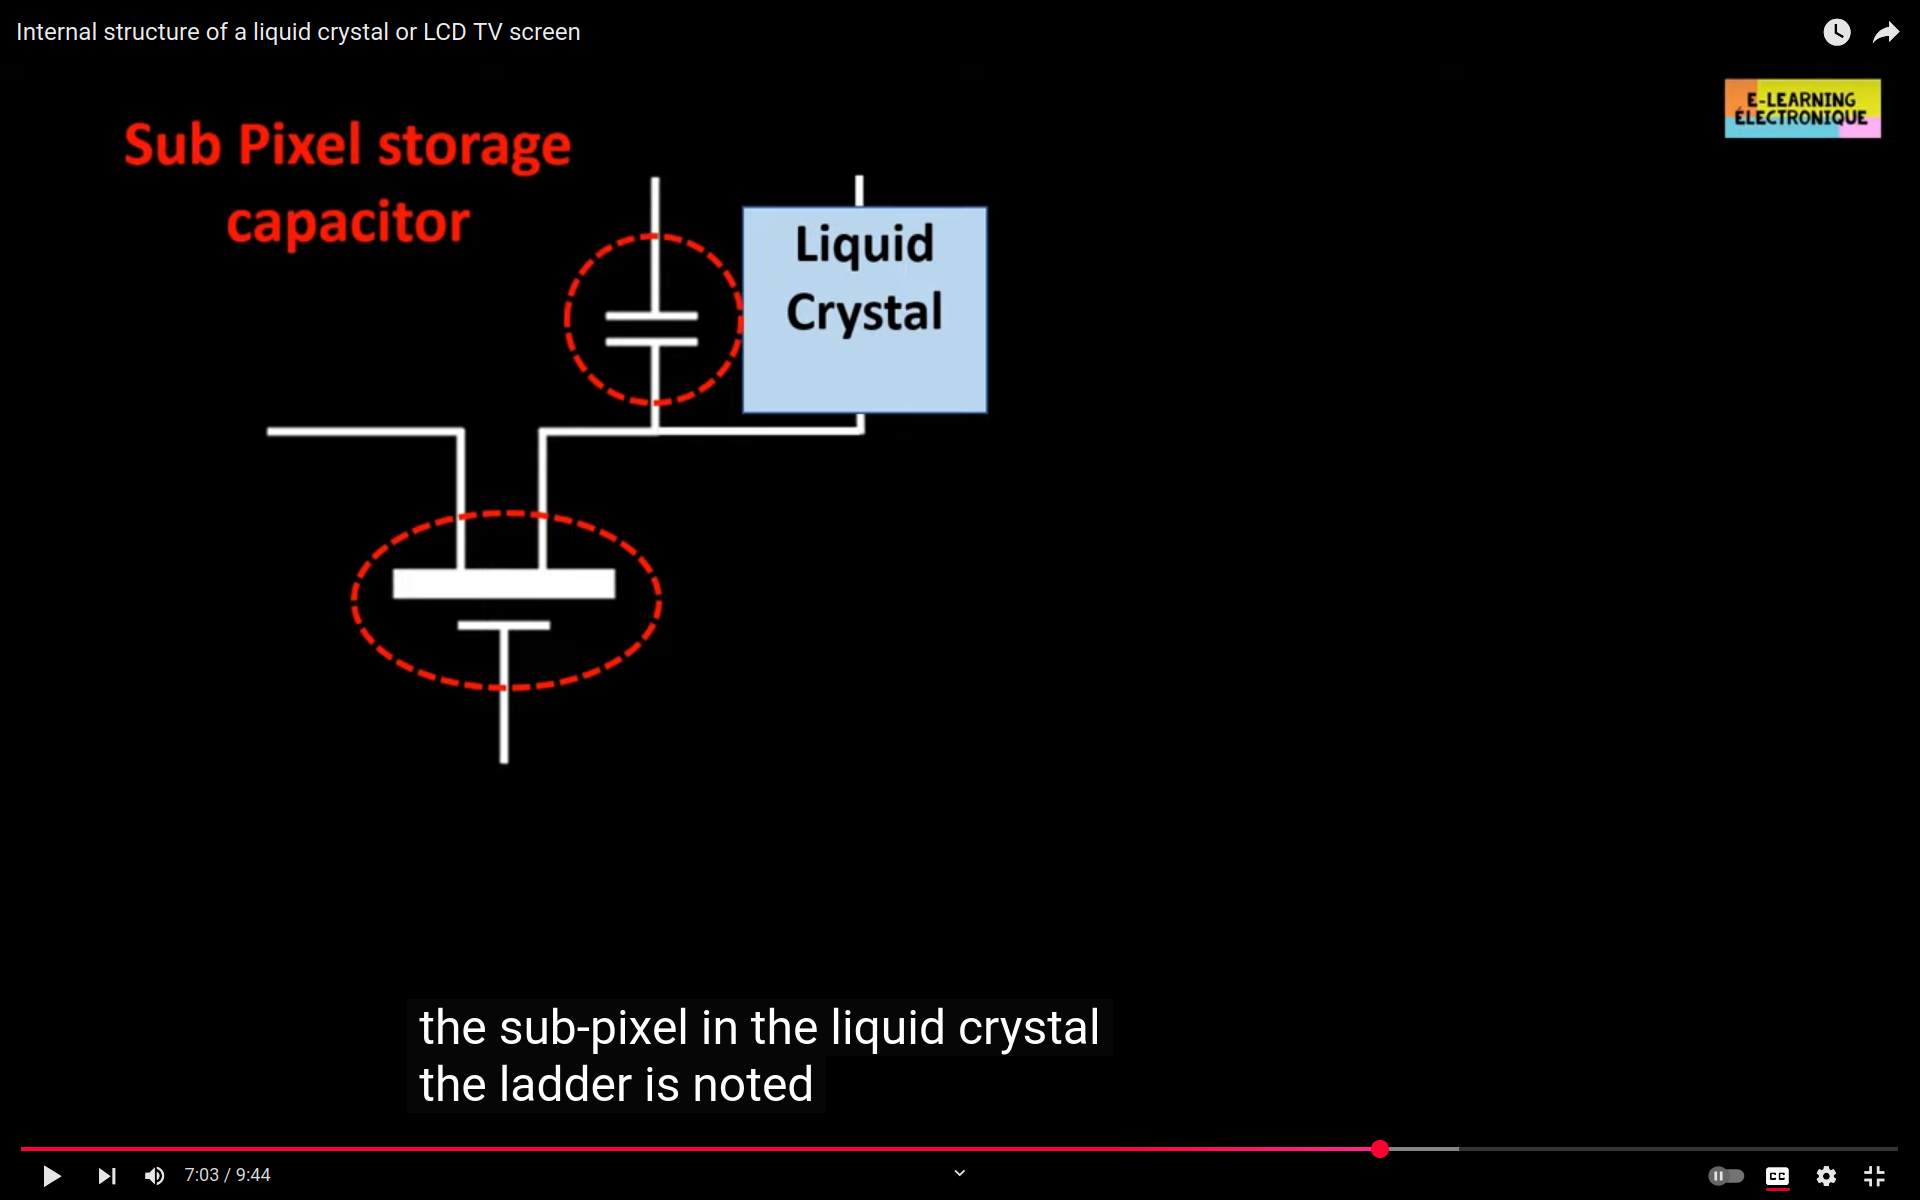 Internal structure of a liquid crystal or LCD TV screen
E-LEARNING
ÉLECTRONIQUE
Sub Pixel storage
capacitor
Liquid
Crystal
the sub-pixel in the liquid crystal
the ladder is noted
7:03 / 9:44
CC